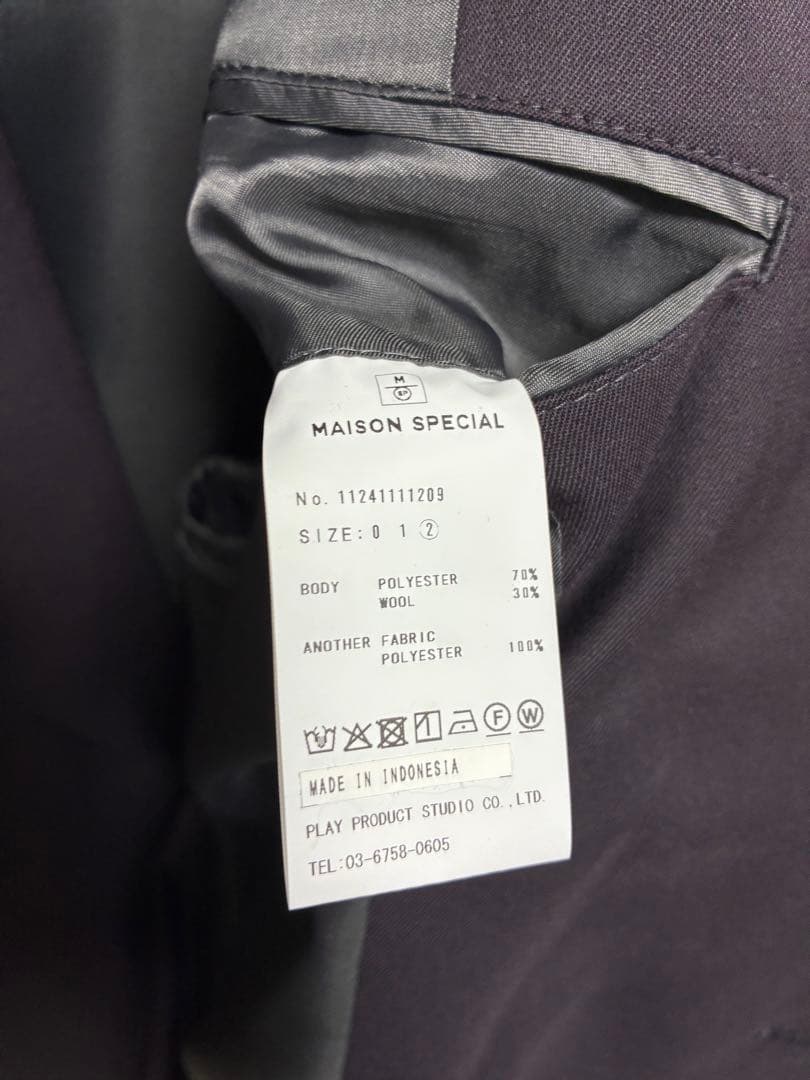 M
SP
MAISON SPECIAL
No. 11241111209
SIZE: 0 1 ②
BODY POLYESTER 70%
WOOL 30%
ANOTHER FABRIC
POLYESTER 100%
F W
MADE IN INDONESIA
PLAY PRODUCT STUDIO CO.,LTD.
TEL:03-6758-0605